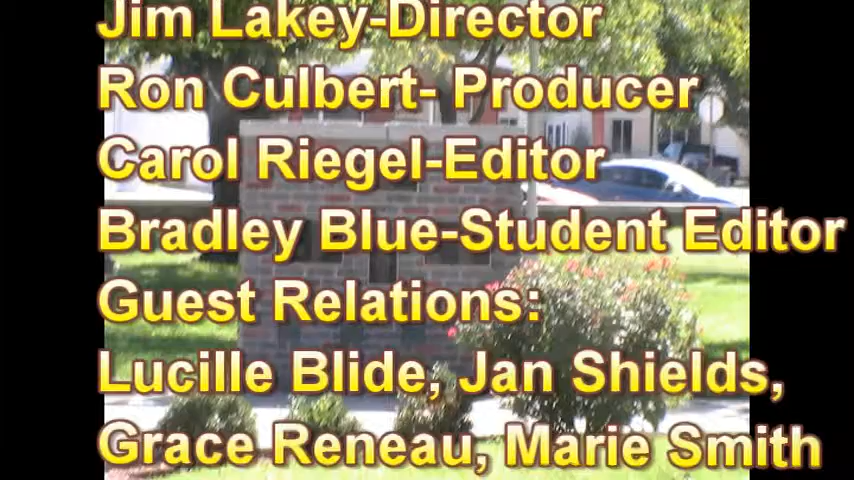 Jim Lakey-Director
Ron Culbert- Producer
Carol Riegel-Editor
Bradley Blue-Student Editor
Guest Relations:
Lucille Blide, Jan Shields,
Grace Reneau, Marie Smith